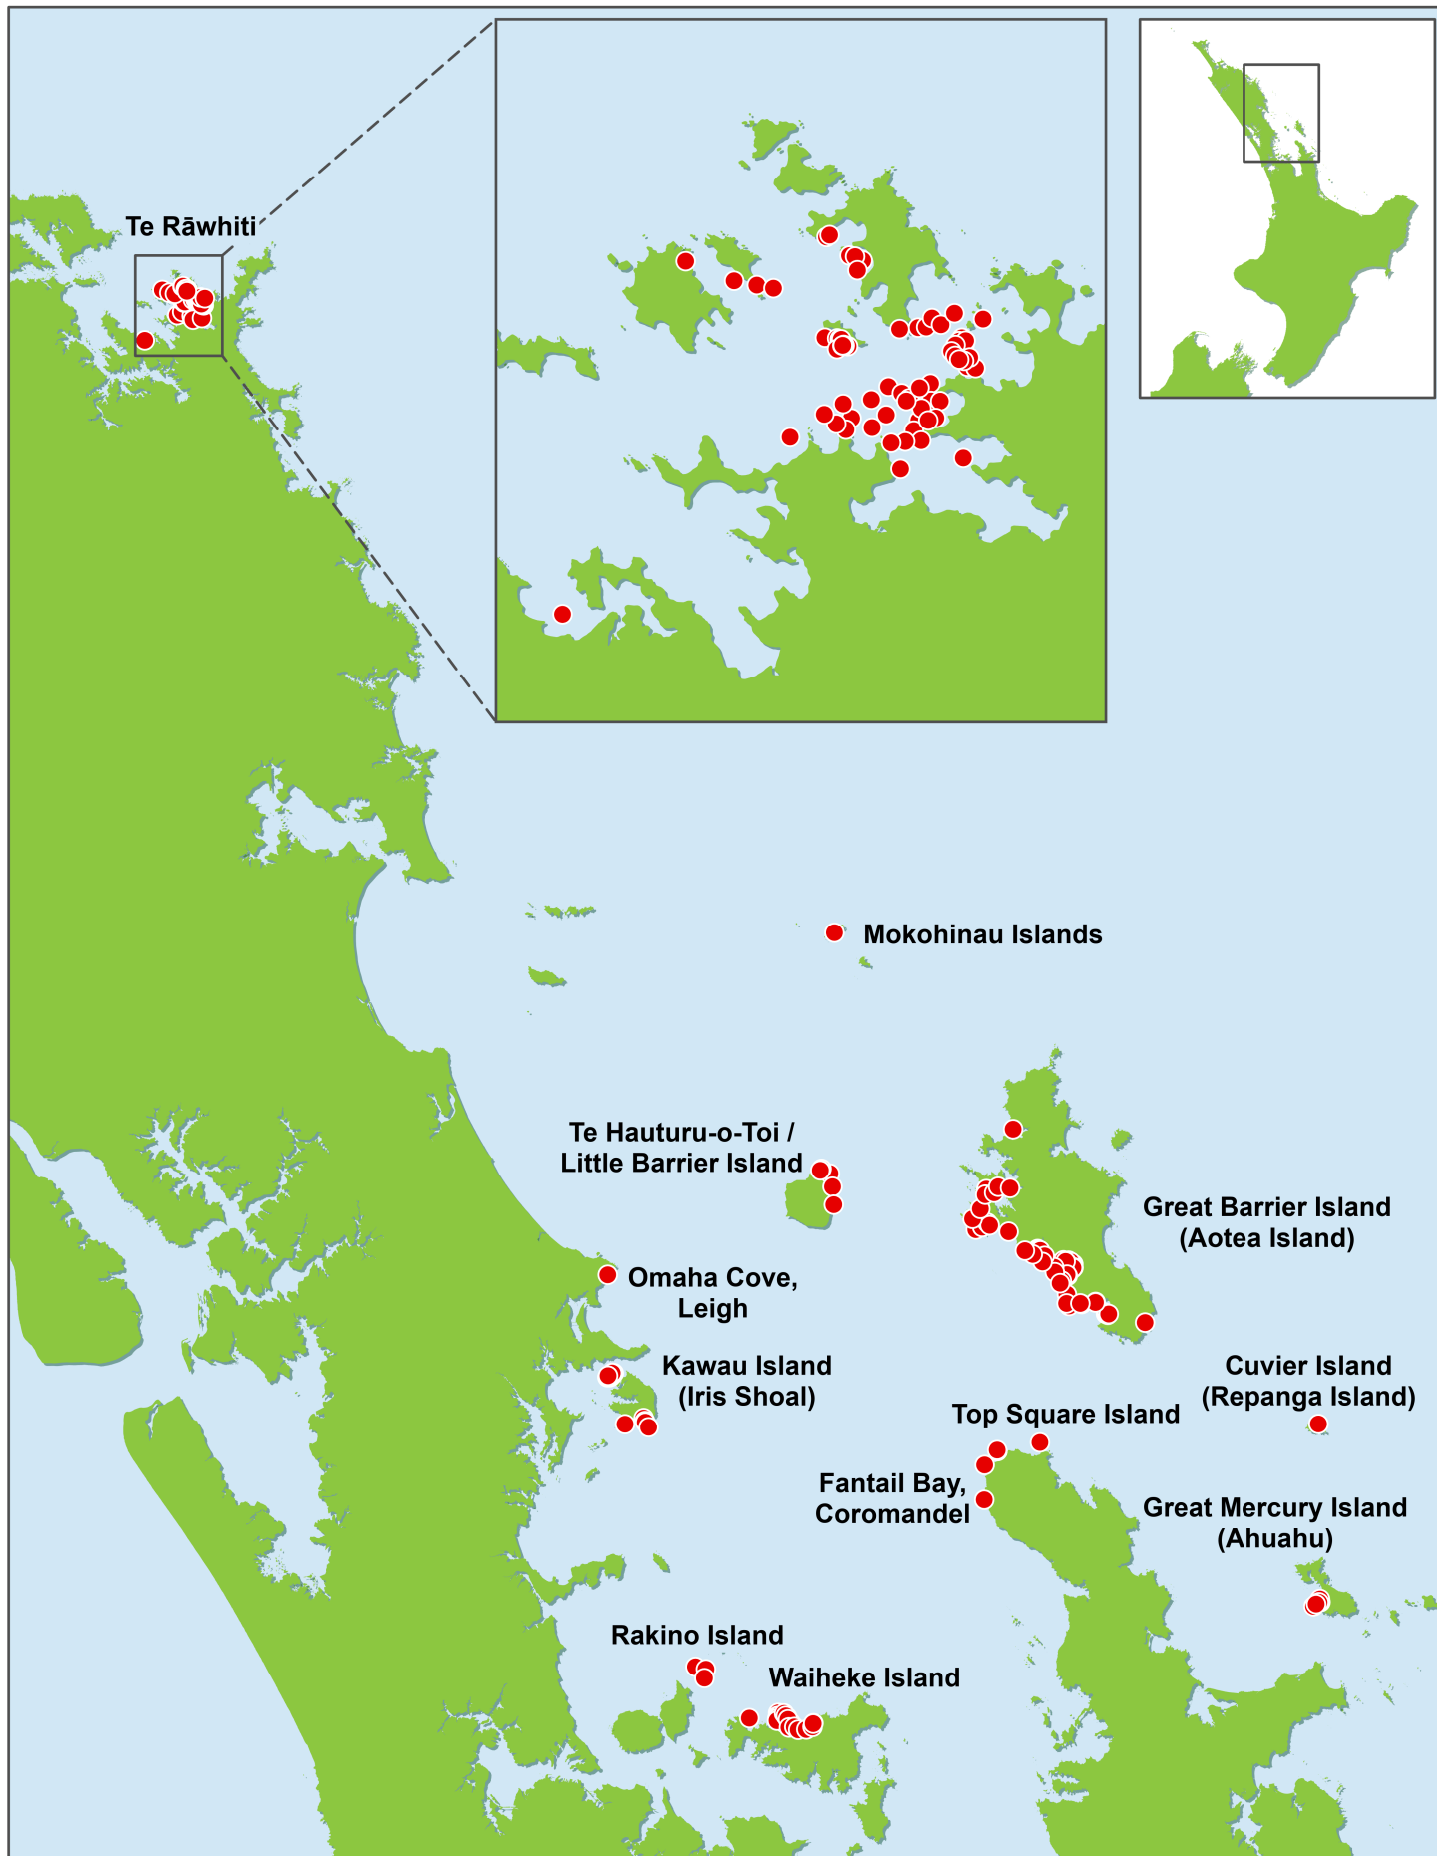 Te Rāwhiti
Mokohinau Islands
Te Hauturu-o-Toi /
Little Barrier Island
Great Barrier Island
(Aotea Island)
Omaha Cove,
Leigh
Kawau Island
(Iris Shoal)
Cuvier Island
(Repanga Island)
Top Square Island
Fantail Bay,
Coromandel
Great Mercury Island
(Ahuahu)
Rakino Island
Waiheke Island